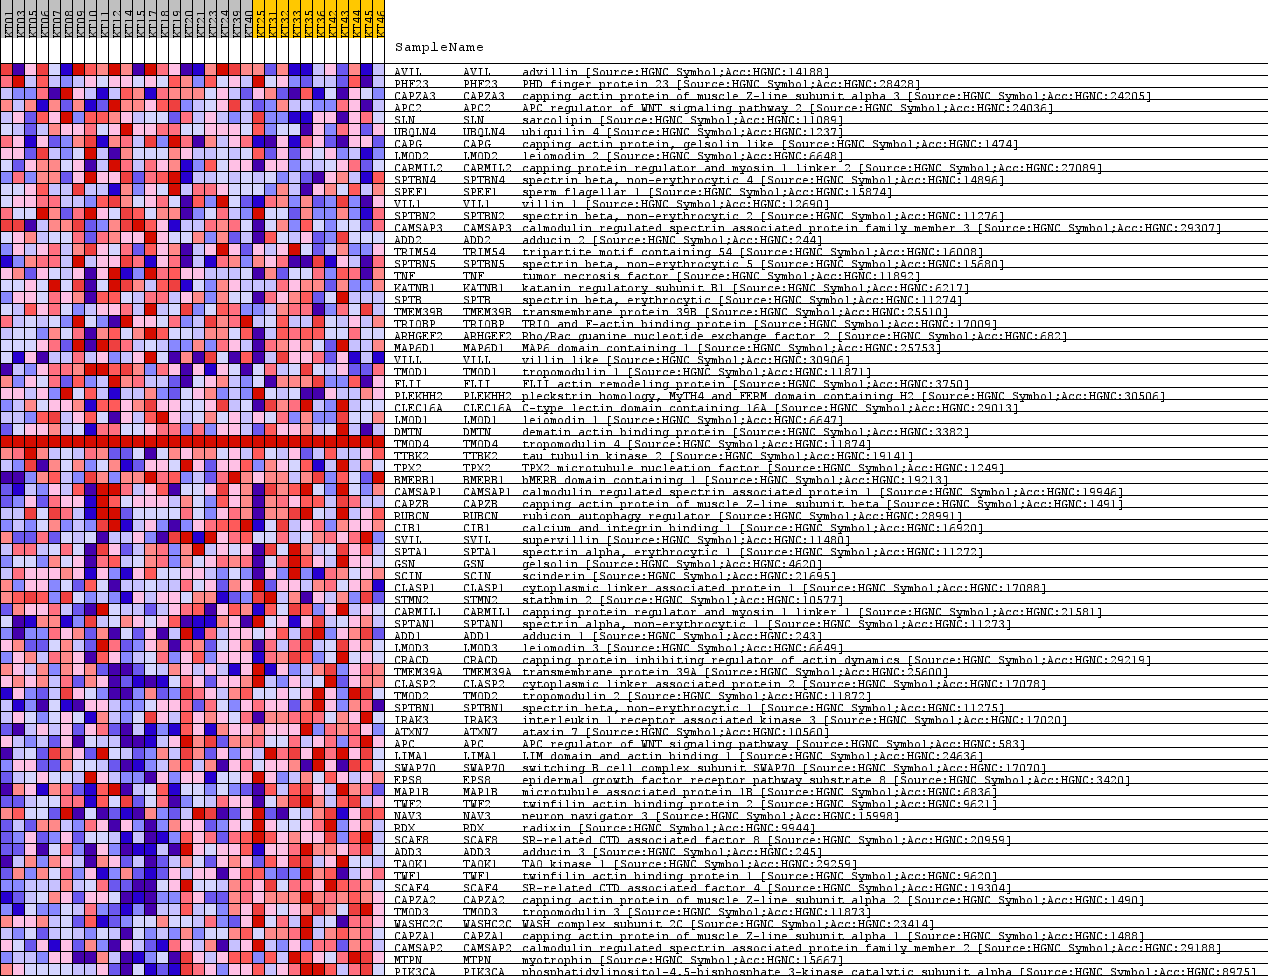 KT01 KT03 KT05 KT06 KT07 KT08 KT09 KT10 KT11 KT12 KT14 KT15 KT17 KT18 KT19 KT20 KT21 KT23 KT24 KT39 KT40 KT25 KT31 KT32 KT33 KT35 KT36 KT42 KT43 KT44 KT45 KT46
SampleName
AVIL AVIL advillin [Source:HGNC Symbol;Acc:HGNC:14188]
PHF23 PHF23 PHD finger protein 23 [Source:HGNC Symbol;Acc:HGNC:28428]
CAPZA3 CAPZA3 capping actin protein of muscle Z-line subunit alpha 3 [Source:HGNC Symbol;Acc:HGNC:24205]
APC2 APC2 APC regulator of WNT signaling pathway 2 [Source:HGNC Symbol;Acc:HGNC:24036]
SLN SLN sarcolipin [Source:HGNC Symbol;Acc:HGNC:11089]
UBQLN4 UBQLN4 ubiquilin 4 [Source:HGNC Symbol;Acc:HGNC:1237]
CAPG CAPG capping actin protein, gelsolin like [Source:HGNC Symbol;Acc:HGNC:1474]
LMOD2 LMOD2 leiomodin 2 [Source:HGNC Symbol;Acc:HGNC:6648]
CARMIL2 CARMIL2 capping protein regulator and myosin 1 linker 2 [Source:HGNC Symbol;Acc:HGNC:27089]
SPTBN4 SPTBN4 spectrin beta, non-erythrocytic 4 [Source:HGNC Symbol;Acc:HGNC:14896]
SPEF1 SPEF1 sperm flagellar 1 [Source:HGNC Symbol;Acc:HGNC:15874]
VIL1 VIL1 villin 1 [Source:HGNC Symbol;Acc:HGNC:12690]
SPTBN2 SPTBN2 spectrin beta, non-erythrocytic 2 [Source:HGNC Symbol;Acc:HGNC:11276]
CAMSAP3 CAMSAP3 calmodulin regulated spectrin associated protein family member 3 [Source:HGNC Symbol;Acc:HGNC:29307]
ADD2 ADD2 adducin 2 [Source:HGNC Symbol;Acc:HGNC:244]
TRIM54 TRIM54 tripartite motif containing 54 [Source:HGNC Symbol;Acc:HGNC:16008]
SPTBN5 SPTBN5 spectrin beta, non-erythrocytic 5 [Source:HGNC Symbol;Acc:HGNC:15680]
TNF TNF tumor necrosis factor [Source:HGNC Symbol;Acc:HGNC:11892]
KATNB1 KATNB1 katanin regulatory subunit B1 [Source:HGNC Symbol;Acc:HGNC:6217]
SPTB SPTB spectrin beta, erythrocytic [Source:HGNC Symbol;Acc:HGNC:11274]
TMEM39B TMEM39B transmembrane protein 39B [Source:HGNC Symbol;Acc:HGNC:25510]
TRIOBP TRIOBP TRIO and F-actin binding protein [Source:HGNC Symbol;Acc:HGNC:17009]
ARHGEF2 ARHGEF2 Rho/Rac guanine nucleotide exchange factor 2 [Source:HGNC Symbol;Acc:HGNC:682]
MAP6D1 MAP6D1 MAP6 domain containing 1 [Source:HGNC Symbol;Acc:HGNC:25753]
VILL VILL villin like [Source:HGNC Symbol;Acc:HGNC:30906]
TMOD1 TMOD1 tropomodulin 1 [Source:HGNC Symbol;Acc:HGNC:11871]
FLII FLII FLII actin remodeling protein [Source:HGNC Symbol;Acc:HGNC:3750]
PLEKHH2 PLEKHH2 pleckstrin homology, MyTH4 and FERM domain containing H2 [Source:HGNC Symbol;Acc:HGNC:30506]
CLEC16A CLEC16A C-type lectin domain containing 16A [Source:HGNC Symbol;Acc:HGNC:29013]
LMOD1 LMOD1 leiomodin 1 [Source:HGNC Symbol;Acc:HGNC:6647]
DMTN DMTN dematin actin binding protein [Source:HGNC Symbol;Acc:HGNC:3382]
TMOD4 TMOD4 tropomodulin 4 [Source:HGNC Symbol;Acc:HGNC:11874]
TTBK2 TTBK2 tau tubulin kinase 2 [Source:HGNC Symbol;Acc:HGNC:19141]
TPX2 TPX2 TPX2 microtubule nucleation factor [Source:HGNC Symbol;Acc:HGNC:1249]
BMERB1 BMERB1 bMERB domain containing 1 [Source:HGNC Symbol;Acc:HGNC:19213]
CAMSAP1 CAMSAP1 calmodulin regulated spectrin associated protein 1 [Source:HGNC Symbol;Acc:HGNC:19946]
CAPZB CAPZB capping actin protein of muscle Z-line subunit beta [Source:HGNC Symbol;Acc:HGNC:1491]
RUBCN RUBCN rubicon autophagy regulator [Source:HGNC Symbol;Acc:HGNC:28991]
CIB1 CIB1 calcium and integrin binding 1 [Source:HGNC Symbol;Acc:HGNC:16920]
SVIL SVIL supervillin [Source:HGNC Symbol;Acc:HGNC:11480]
SPTA1 SPTA1 spectrin alpha, erythrocytic 1 [Source:HGNC Symbol;Acc:HGNC:11272]
GSN GSN gelsolin [Source:HGNC Symbol;Acc:HGNC:4620]
SCIN SCIN scinderin [Source:HGNC Symbol;Acc:HGNC:21695]
CLASP1 CLASP1 cytoplasmic linker associated protein 1 [Source:HGNC Symbol;Acc:HGNC:17088]
STMN2 STMN2 stathmin 2 [Source:HGNC Symbol;Acc:HGNC:10577]
CARMIL1 CARMIL1 capping protein regulator and myosin 1 linker 1 [Source:HGNC Symbol;Acc:HGNC:21581]
SPTAN1 SPTAN1 spectrin alpha, non-erythrocytic 1 [Source:HGNC Symbol;Acc:HGNC:11273]
ADD1 ADD1 adducin 1 [Source:HGNC Symbol;Acc:HGNC:243]
LMOD3 LMOD3 leiomodin 3 [Source:HGNC Symbol;Acc:HGNC:6649]
CRACD CRACD capping protein inhibiting regulator of actin dynamics [Source:HGNC Symbol;Acc:HGNC:29219]
TMEM39A TMEM39A transmembrane protein 39A [Source:HGNC Symbol;Acc:HGNC:25600]
CLASP2 CLASP2 cytoplasmic linker associated protein 2 [Source:HGNC Symbol;Acc:HGNC:17078]
TMOD2 TMOD2 tropomodulin 2 [Source:HGNC Symbol;Acc:HGNC:11872]
SPTBN1 SPTBN1 spectrin beta, non-erythrocytic 1 [Source:HGNC Symbol;Acc:HGNC:11275]
IRAK3 IRAK3 interleukin 1 receptor associated kinase 3 [Source:HGNC Symbol;Acc:HGNC:17020]
ATXN7 ATXN7 ataxin 7 [Source:HGNC Symbol;Acc:HGNC:10560]
APC APC APC regulator of WNT signaling pathway [Source:HGNC Symbol;Acc:HGNC:583]
LIMA1 LIMA1 LIM domain and actin binding 1 [Source:HGNC Symbol;Acc:HGNC:24636]
SWAP70 SWAP70 switching B cell complex subunit SWAP70 [Source:HGNC Symbol;Acc:HGNC:17070]
EPS8 EPS8 epidermal growth factor receptor pathway substrate 8 [Source:HGNC Symbol;Acc:HGNC:3420]
MAP1B MAP1B microtubule associated protein 1B [Source:HGNC Symbol;Acc:HGNC:6836]
TWF2 TWF2 twinfilin actin binding protein 2 [Source:HGNC Symbol;Acc:HGNC:9621]
NAV3 NAV3 neuron navigator 3 [Source:HGNC Symbol;Acc:HGNC:15998]
RDX RDX radixin [Source:HGNC Symbol;Acc:HGNC:9944]
SCAF8 SCAF8 SR-related CTD associated factor 8 [Source:HGNC Symbol;Acc:HGNC:20959]
ADD3 ADD3 adducin 3 [Source:HGNC Symbol;Acc:HGNC:245]
TAOK1 TAOK1 TAO kinase 1 [Source:HGNC Symbol;Acc:HGNC:29259]
TWF1 TWF1 twinfilin actin binding protein 1 [Source:HGNC Symbol;Acc:HGNC:9620]
SCAF4 SCAF4 SR-related CTD associated factor 4 [Source:HGNC Symbol;Acc:HGNC:19304]
CAPZA2 CAPZA2 capping actin protein of muscle Z-line subunit alpha 2 [Source:HGNC Symbol;Acc:HGNC:1490]
TMOD3 TMOD3 tropomodulin 3 [Source:HGNC Symbol;Acc:HGNC:11873]
WASHC2C WASHC2C WASH complex subunit 2C [Source:HGNC Symbol;Acc:HGNC:23414]
CAPZA1 CAPZA1 capping actin protein of muscle Z-line subunit alpha 1 [Source:HGNC Symbol;Acc:HGNC:1488]
CAMSAP2 CAMSAP2 calmodulin regulated spectrin associated protein family member 2 [Source:HGNC Symbol;Acc:HGNC:29188]
MTPN MTPN myotrophin [Source:HGNC Symbol;Acc:HGNC:15667]
PIK3CA PIK3CA phosphatidylinositol-4,5-bisphosphate 3-kinase catalytic subunit alpha [Source:HGNC Symbol;Acc:HGNC:8975]